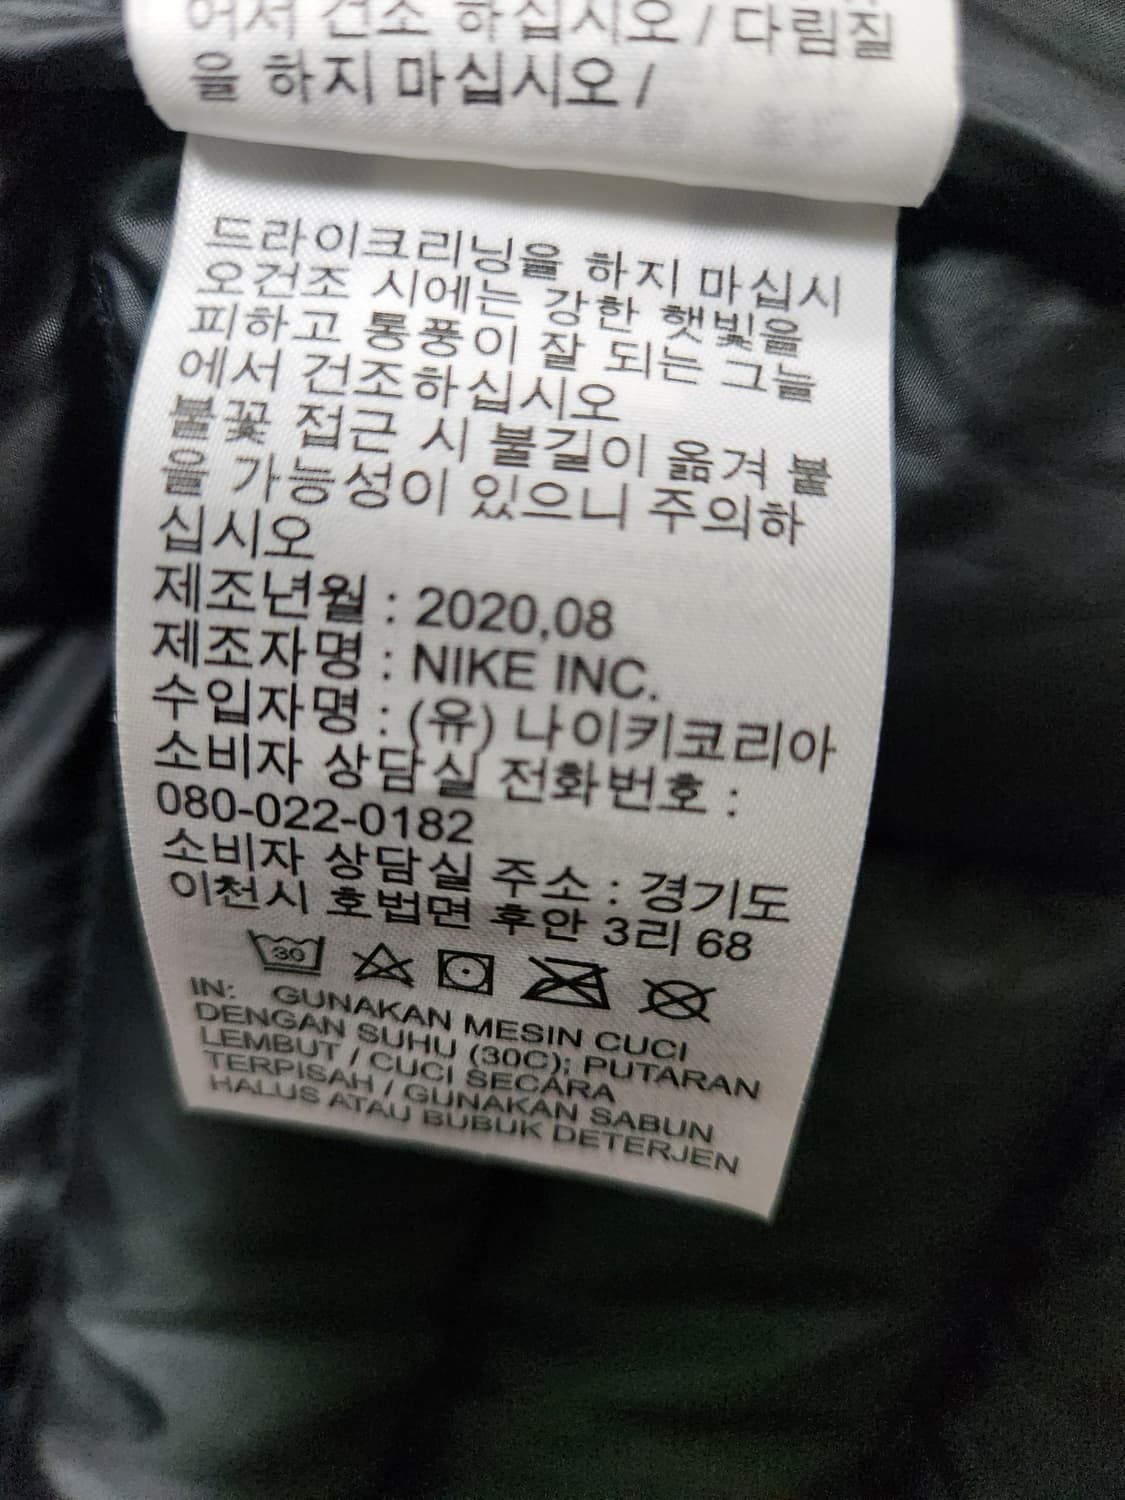 어서 건조 하십시오 / 다림질
을 하지 마십시오 /
드라이크리닝을 하지 마십시
오건조 시에는 강한 햇빛을
피하고 통풍이 잘 되는 그늘
에서 건조하십시오
불꽃 접근 시 불길이 옮겨 붙
을 가능성이 있으니 주의하
십시오
제조년월 : 2020.08
제조자명 : NIKE INC.
수입자명 : (유) 나이키코리아
소비자 상담실 전화번호 :
080-022-0182
소비자 상담실 주소 : 경기도
이천시 호법면 후안 3리 68
30
IN: GUNAKAN MESIN CUCI
DENGAN SUHU (30C); PUTARAN
LEMBUT / CUCI SECARA
TERPISAH / GUNAKAN SABUN
HALUS ATAU BUBUK DETERJEN